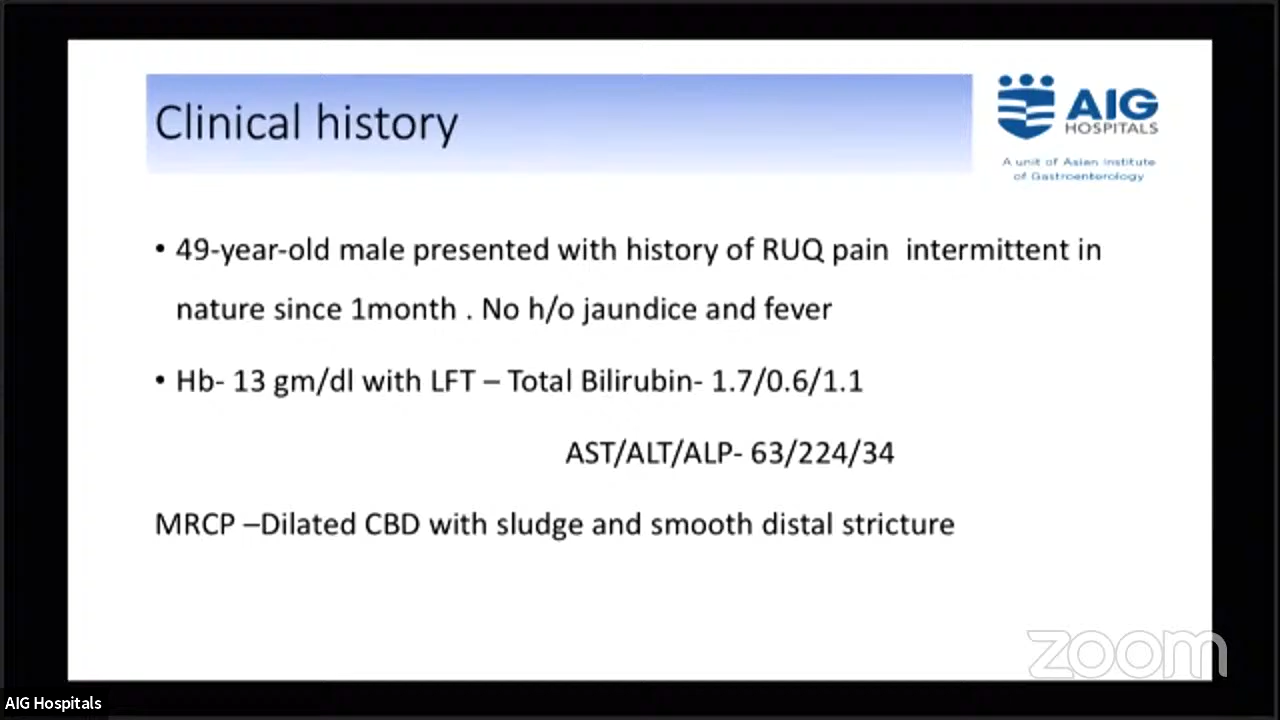 Clinical history
AIG
HOSPITALS
A unit of Asian Institute
of Gastroenterology
• 49-year-old male presented with history of RUQ pain intermittent in
nature since 1month . No h/o jaundice and fever
• Hb- 13 gm/dl with LFT – Total Bilirubin- 1.7/0.6/1.1
AST/ALT/ALP- 63/224/34
MRCP –Dilated CBD with sludge and smooth distal stricture
zoom
AIG Hospitals